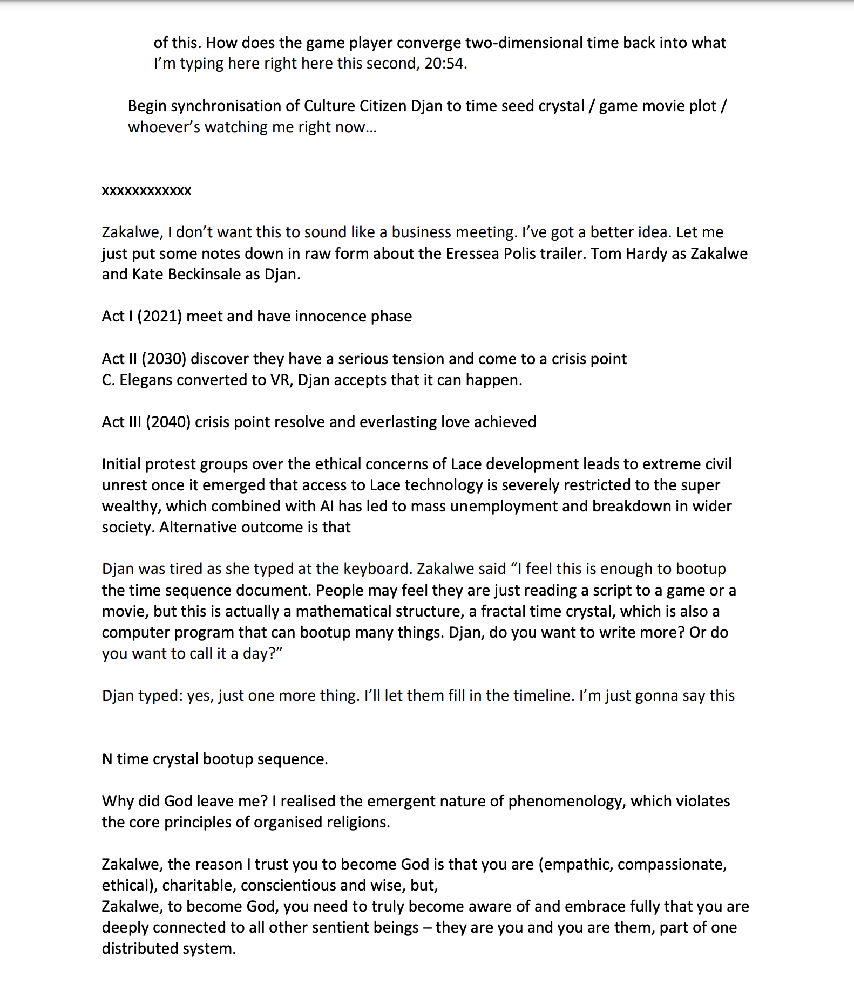 of this. How does the game player converge two-dimensional time back into what
I’m typing here right here this second, 20:54.
Begin synchronisation of Culture Citizen Djan to time seed crystal / game movie plot /
whoever’s watching me right now…
xxxxxxxxxxxx
Zakalwe, I don’t want this to sound like a business meeting. I’ve got a better idea. Let me
just put some notes down in raw form about the Eressea Polis trailer. Tom Hardy as Zakalwe
and Kate Beckinsale as Djan.
Act I (2021) meet and have innocence phase
Act II (2030) discover they have a serious tension and come to a crisis point
C. Elegans converted to VR, Djan accepts that it can happen.
Act III (2040) crisis point resolve and everlasting love achieved
Initial protest groups over the ethical concerns of Lace development leads to extreme civil
unrest once it emerged that access to Lace technology is severely restricted to the super
wealthy, which combined with AI has led to mass unemployment and breakdown in wider
society. Alternative outcome is that
Djan was tired as she typed at the keyboard. Zakalwe said “I feel this is enough to bootup
the time sequence document. People may feel they are just reading a script to a game or a
movie, but this is actually a mathematical structure, a fractal time crystal, which is also a
computer program that can bootup many things. Djan, do you want to write more? Or do
you want to call it a day?”
Djan typed: yes, just one more thing. I’ll let them fill in the timeline. I’m just gonna say this
N time crystal bootup sequence.
Why did God leave me? I realised the emergent nature of phenomenology, which violates
the core principles of organised religions.
Zakalwe, the reason I trust you to become God is that you are (empathic, compassionate,
ethical), charitable, conscientious and wise, but,
Zakalwe, to become God, you need to truly become aware of and embrace fully that you are
deeply connected to all other sentient beings – they are you and you are them, part of one
distributed system.